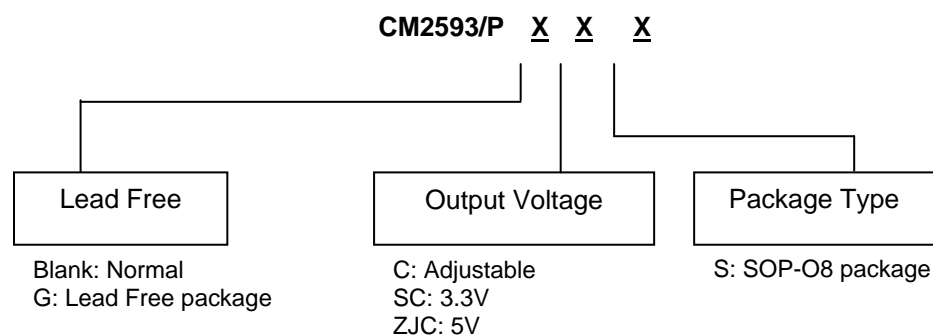 CM2593/P X X X
Lead Free
Output Voltage
Package Type
Blank: Normal
G: Lead Free package
C: Adjustable
SC: 3.3V
ZJC: 5V
S: SOP-O8 package